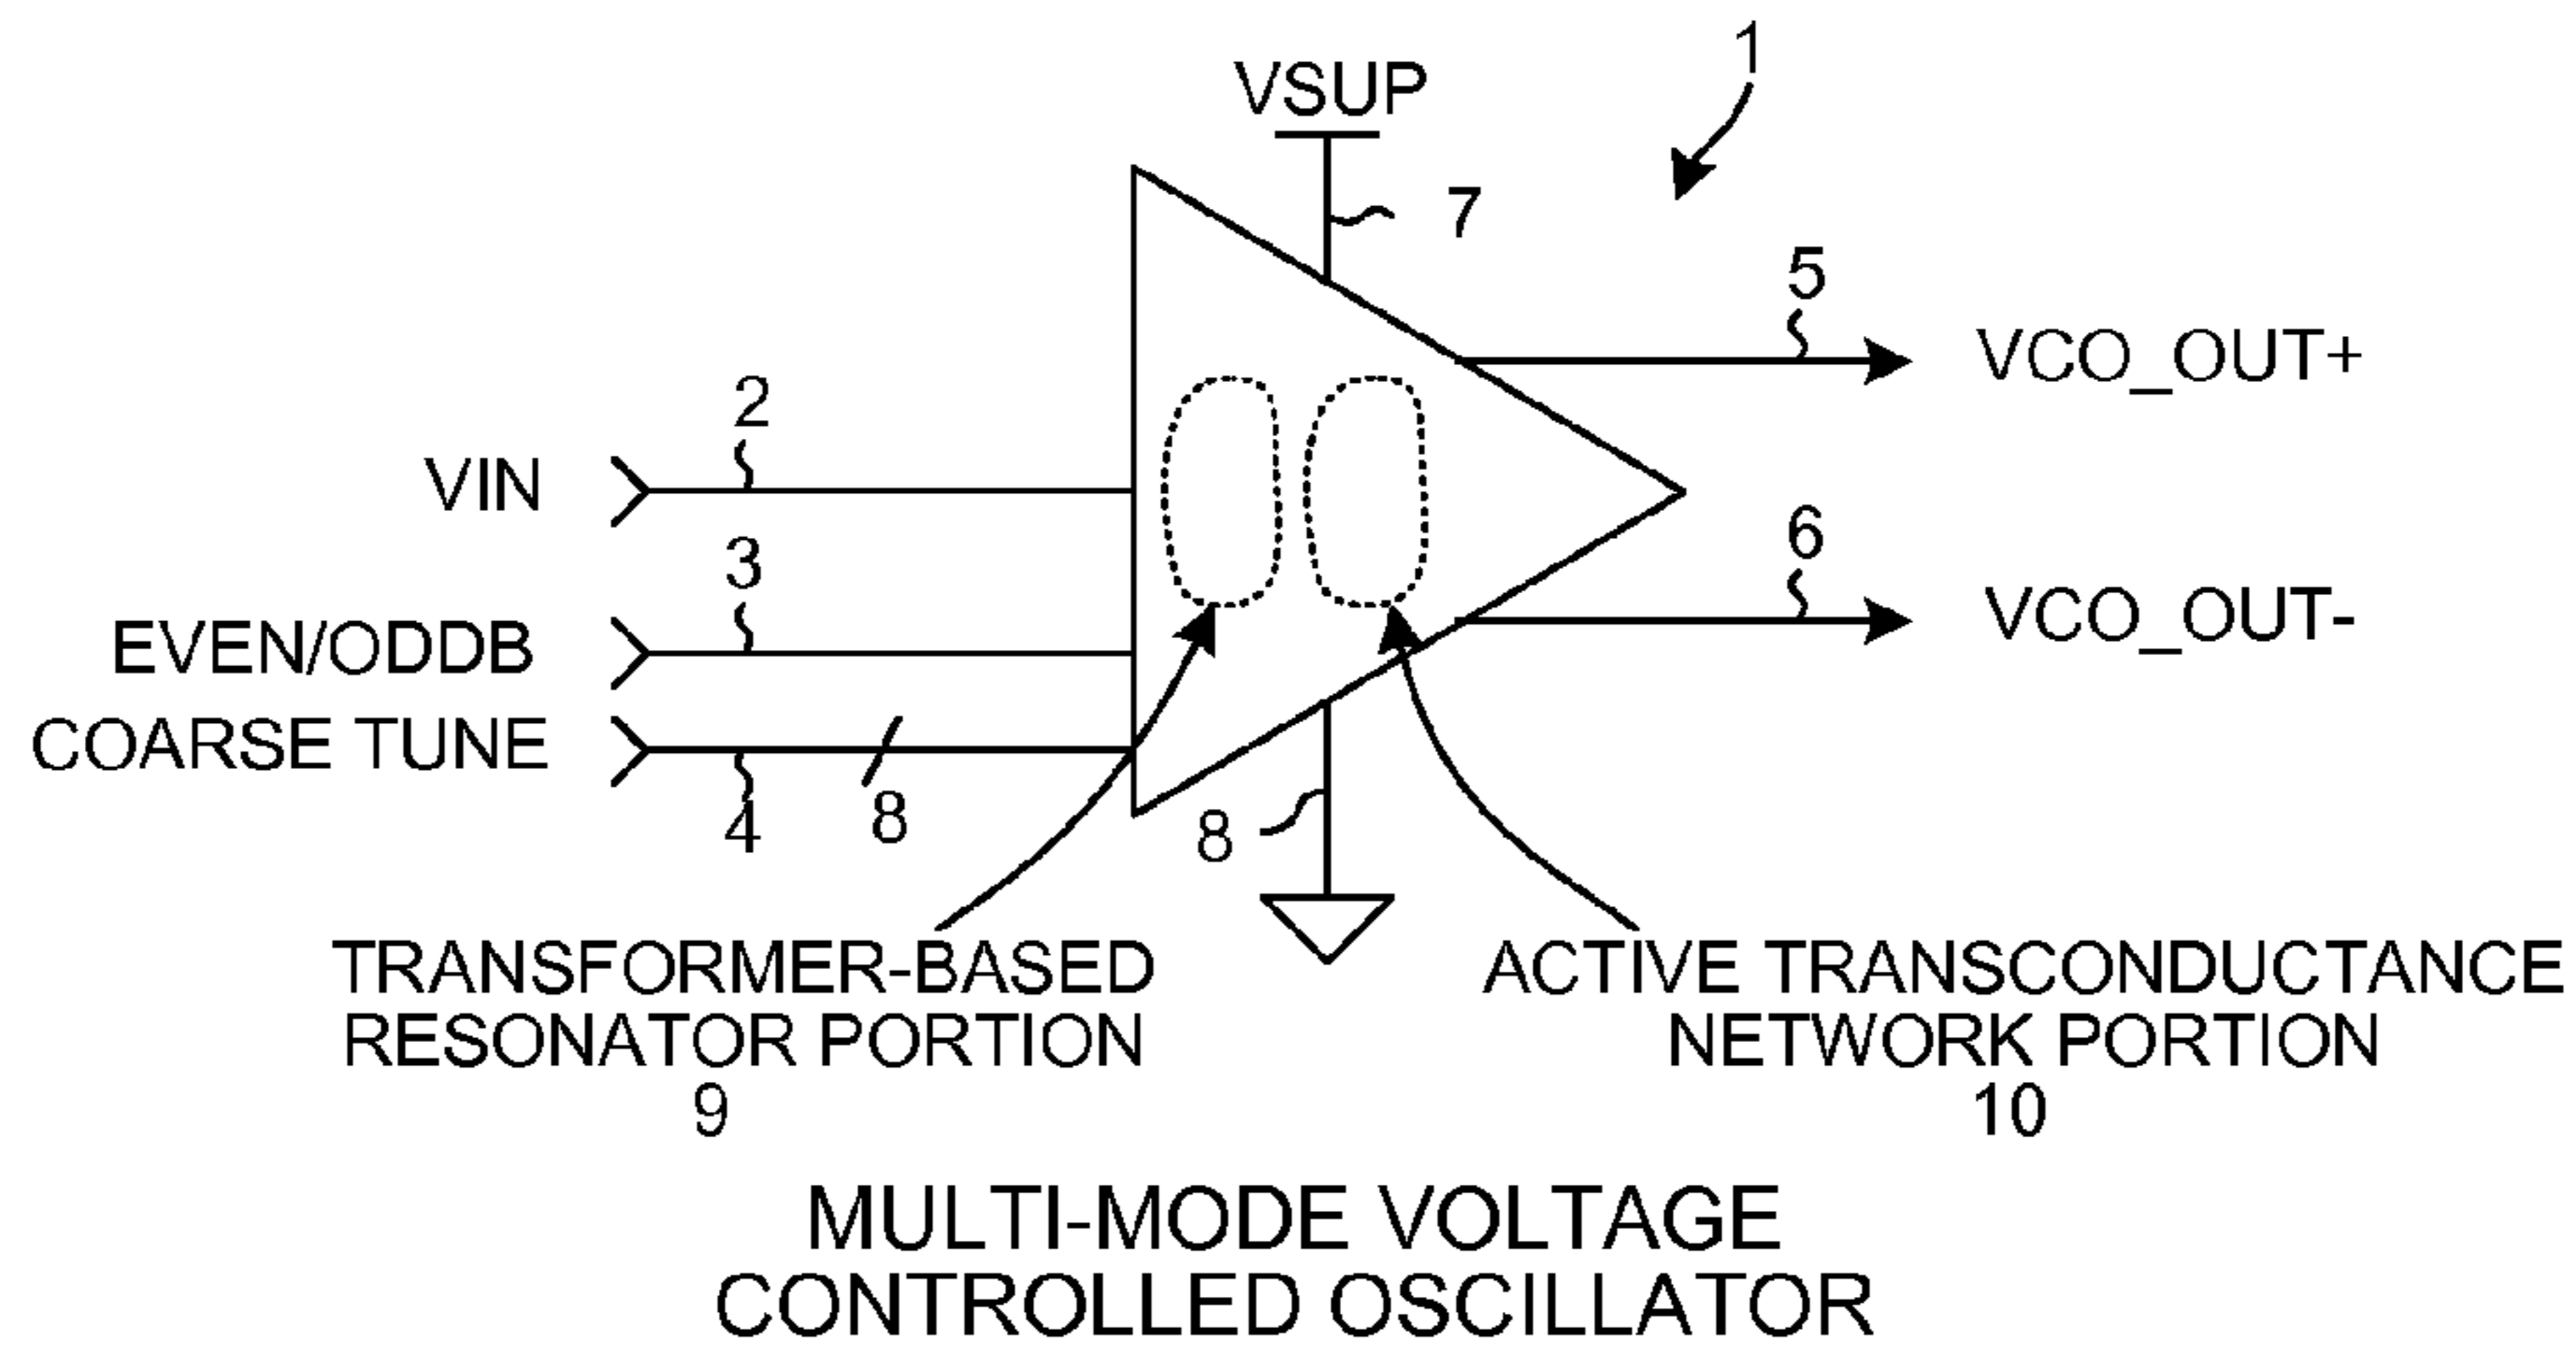 1
VSUP
7
5
VCO_OUT+
2
VIN
6
3
VCO_OUT-
EVEN/ODDB
COARSE TUNE
4
8
8
TRANSFORMER-BASED
RESONATOR PORTION
9
ACTIVE TRANSCONDUCTANCE
NETWORK PORTION
10
MULTI-MODE VOLTAGE
CONTROLLED OSCILLATOR